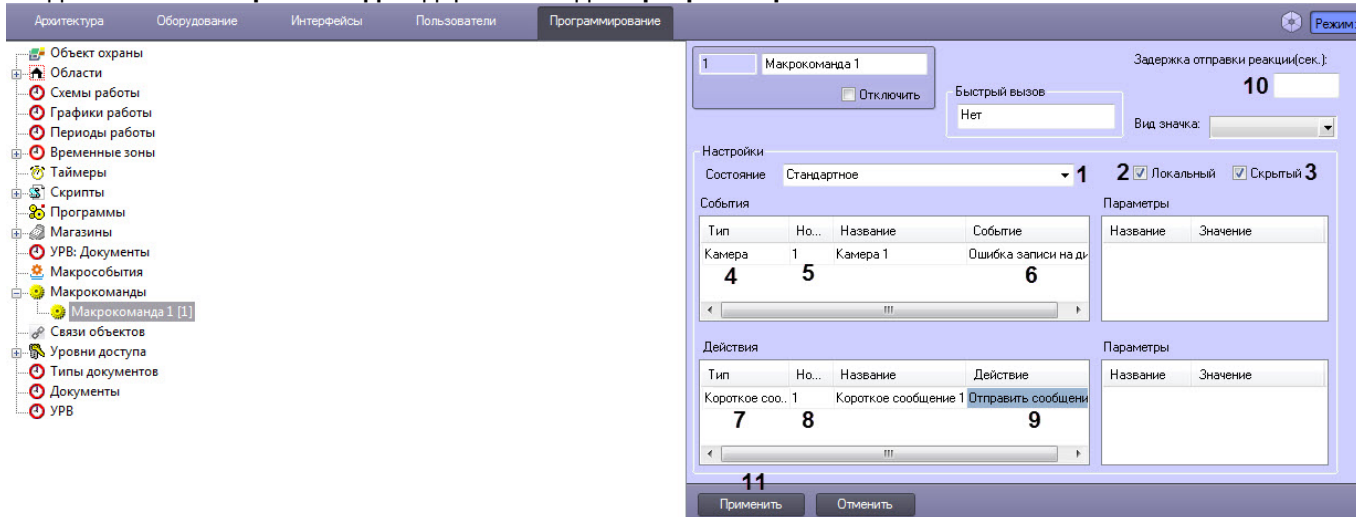 Архитектура Оборудование Интерфейсы Пользователи Программирование Режим:
Объект охраны
Области
Схемы работы
Графики работы
Периоды работы
Временные зоны
Таймеры
Скрипты
Программы
Магазины
УРВ: Документы
Макрособытия
Макрокоманды
Макрокоманда 1 [1]
Связи объектов
Уровни доступа
Типы документов
Документы
УРВ
1 Макрокоманда 1
Отключить
Быстрый вызов
Нет
Задержка отправки реакции(сек.):
10
Вид значка:
Настройки
Состояние Стандартное 1 2 Локальный Скрытый 3
События Параметры
Тип Но... Название Событие Название Значение
Камера 1 Камера 1 Ошибка записи на ди
4 5 6
Действия Параметры
Тип Но... Название Действие Название Значение
Короткое соо.. 1 Короткое сообщение 1 Отправить сообщени
7 8 9
11
Применить Отменить